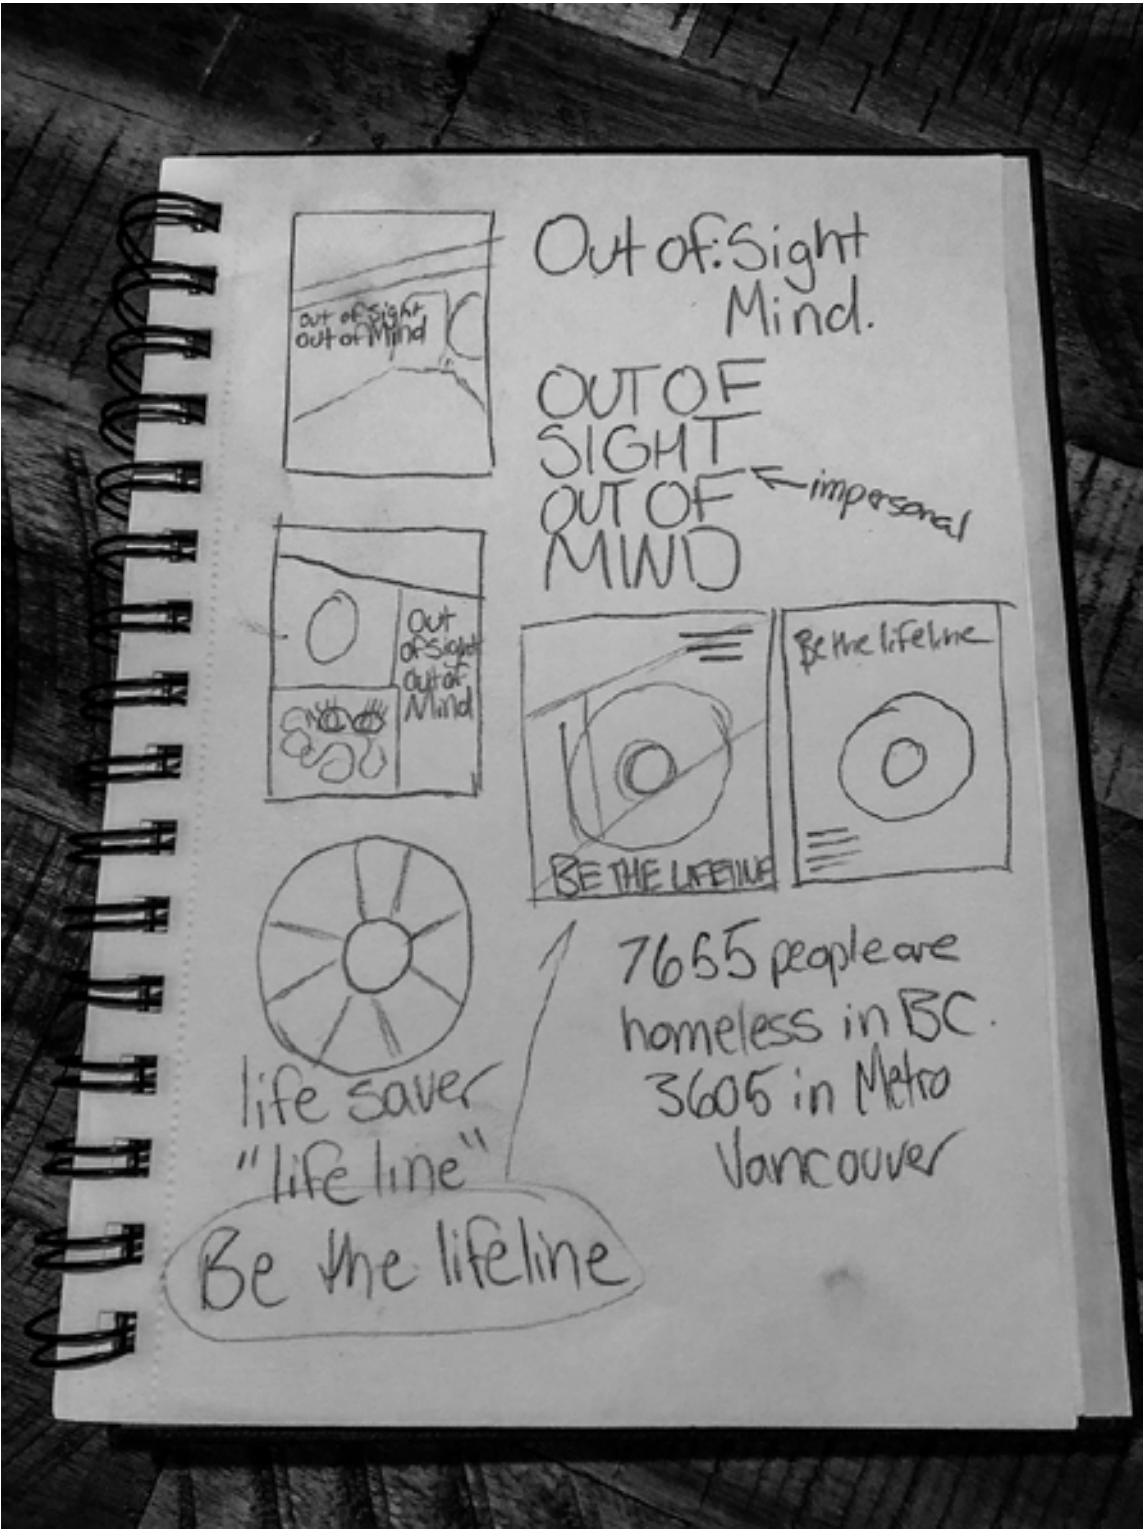 Out of Sight
Out of Mind
Out of: Sight
Mind.
OUT OF
SIGHT
OUT OF
MIND
impersonal
Out
of Sight
Out of
Mind
BE THE LIFELINE
Be the lifeline
life saver
"life line"
Be the lifeline
7655 people are
homeless in BC.
3605 in Metro
Vancouver